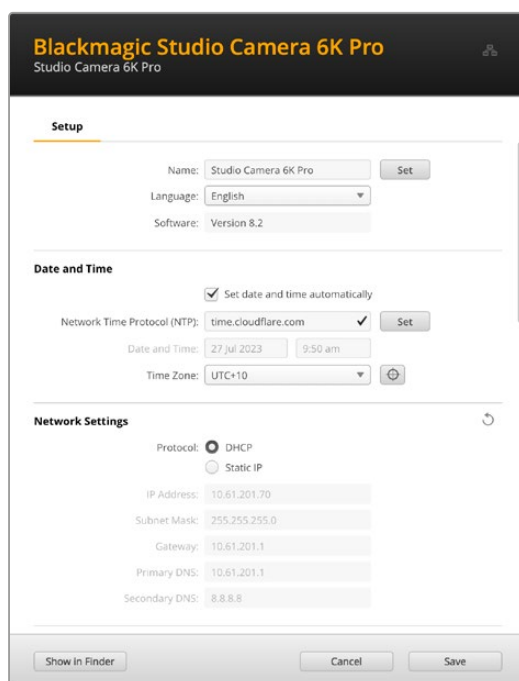 Blackmagic Studio Camera 6K Pro
Studio Camera 6K Pro
Setup
Name: Studio Camera 6K Pro Set
Language: English
Software: Version 8.2
Date and Time
Set date and time automatically
Network Time Protocol (NTP): time.cloudflare.com Set
Date and Time: 27 Jul 2023 9:50 am
Time Zone: UTC+10
Network Settings
Protocol: DHCP
Static IP
IP Address: 10.61.201.70
Subnet Mask: 255.255.255.0
Gateway: 10.61.201.1
Primary DNS: 10.61.201.1
Secondary DNS: 8.8.8.8
Show in Finder Cancel Save